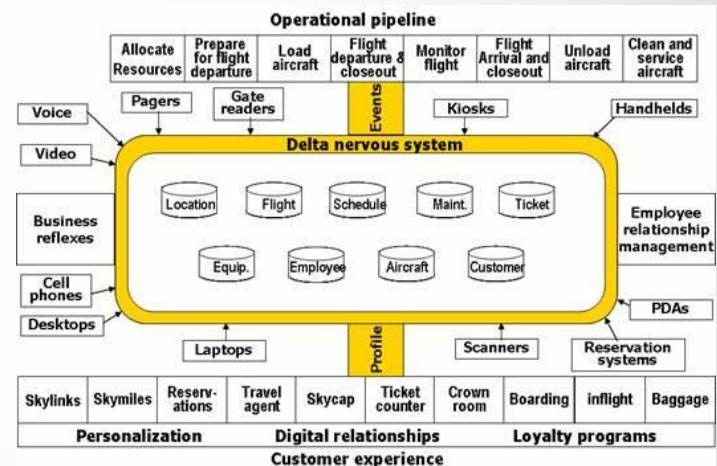 Operational pipeline
Allocate
Resources
Prepare
for flight
departure
Load
aircraft
Flight
departure &
closeout
Monitor
flight
Flight
Arrival and
closeout
Unload
aircraft
Clean and
service
aircraft
Voice
Pagers
Gate
readers
Events
Kiosks
Handhelds
Video
Delta nervous system
Location
Flight
Schedule
Maint.
Ticket
Business
reflexes
Employee
relationship
management
Equip.
Employee
Aircraft
Customer
Cell
phones
PDAs
Desktops
Laptops
Profile
Scanners
Reservation
systems
Skylinks
Skymiles
Reserv-
ations
Travel
agent
Skycap
Ticket
counter
Crown
room
Boarding
inflight
Baggage
Personalization
Digital relationships
Loyalty programs
Customer experience